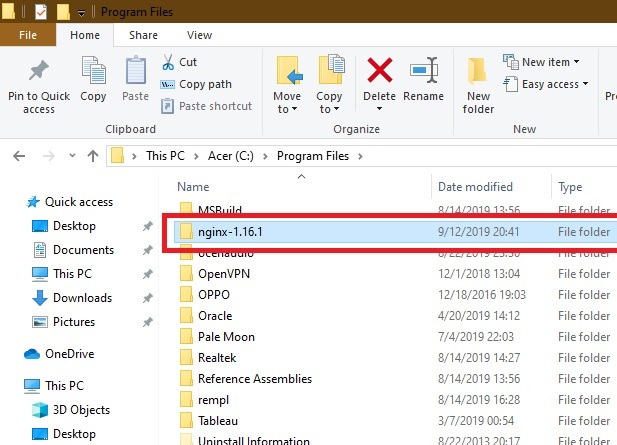 Program Files
File Home Share View
Pin to Quick access
Copy
Paste
Cut
Copy path
Paste shortcut
Clipboard
Move to
Copy to
Delete
Rename
Organize
New folder
New item
Easy access
New
This PC Acer (C:) Program Files
Name Date modified Type
Quick access
Desktop
Documents
This PC
Downloads
Pictures
OneDrive
This PC
3D Objects
Desktop
MSBuild 8/14/2019 13:56 File folder
nginx-1.16.1 9/12/2019 20:41 File folder
ocenaudio 8/22/2019 23:50 File folder
OpenVPN 12/1/2018 13:04 File folder
OPPO 12/18/2016 19:03 File folder
Oracle 4/20/2019 14:12 File folder
Pale Moon 7/4/2019 22:03 File folder
Realtek 8/14/2019 14:27 File folder
Reference Assemblies 8/14/2019 13:56 File folder
rempl 8/14/2019 16:28 File folder
Tableau 3/7/2019 00:54 File folder
Uninstall Information 8/22/2013 20:17 File folder